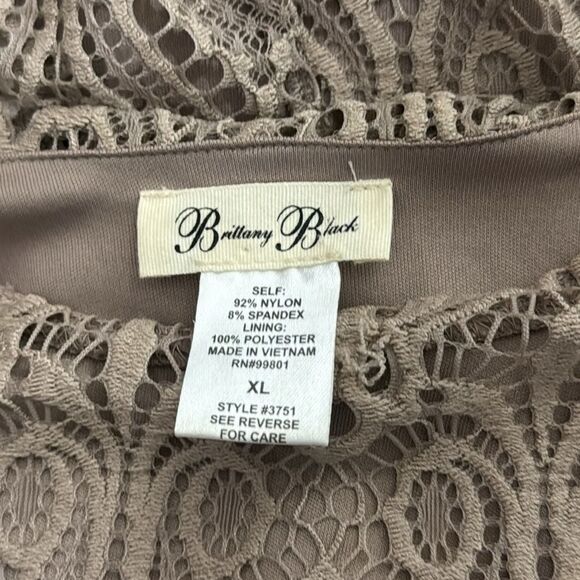 Brittany Black
SELF:
92% NYLON
8% SPANDEX
LINING:
100% POLYESTER
MADE IN VIETNAM
RN#99801
XL
STYLE #3751
SEE REVERSE
FOR CARE